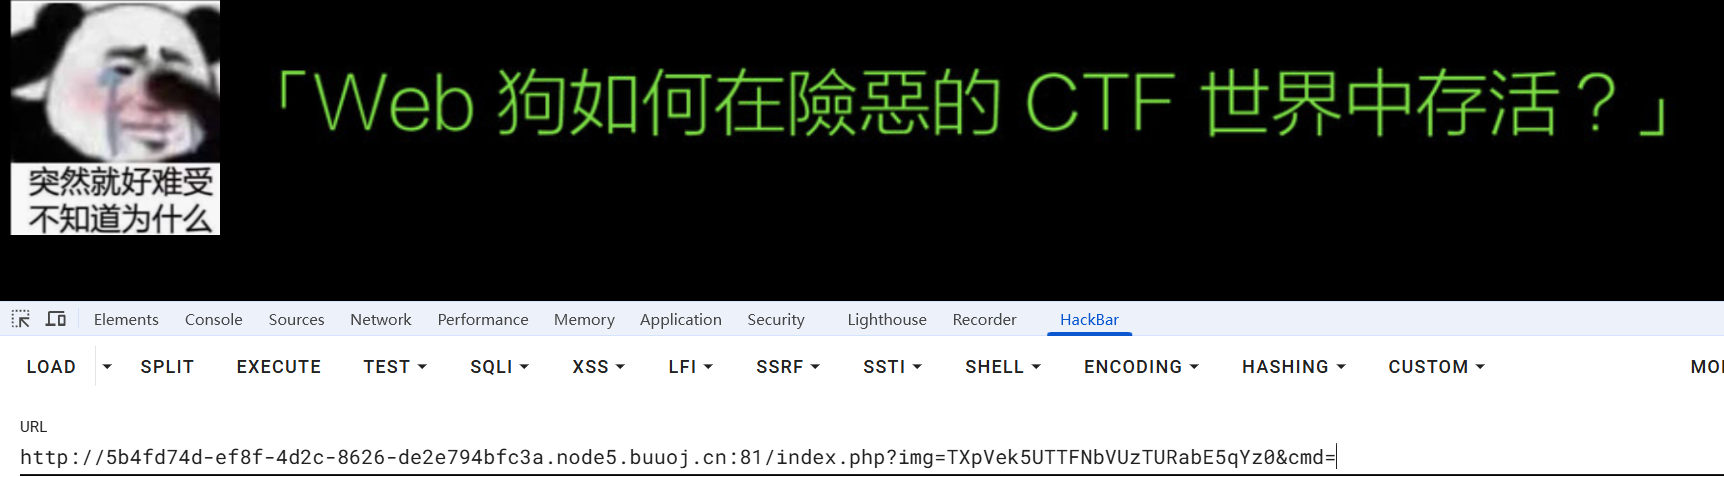 「Web 狗如何在險惡的 CTF 世界中存活？」
突然就好难受
不知道为什么
Elements Console Sources Network Performance Memory Application Security Lighthouse Recorder HackBar
LOAD SPLIT EXECUTE TEST SQLI XSS LFI SSRF SSTI SHELL ENCODING HASHING CUSTOM MO
URL
http://5b4fd74d-ef8f-4d2c-8626-de2e794bfc3a.node5.buuoj.cn:81/index.php?img=TXpVek5UTTFNbVUzTURabE5qYz0&cmd=